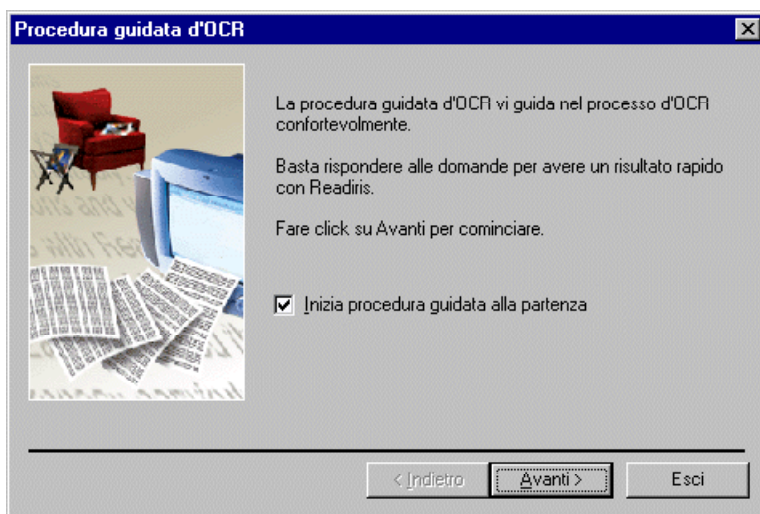 Procedura guidata d'OCR
La procedura guidata d'OCR vi guida nel processo d'OCR
confortevolmente.
Basta rispondere alle domande per avere un risultato rapido
con Readiris.
Fare click su Avanti per cominciare.
Inizia procedura guidata alla partenza
< Indietro
Avanti >
Esci